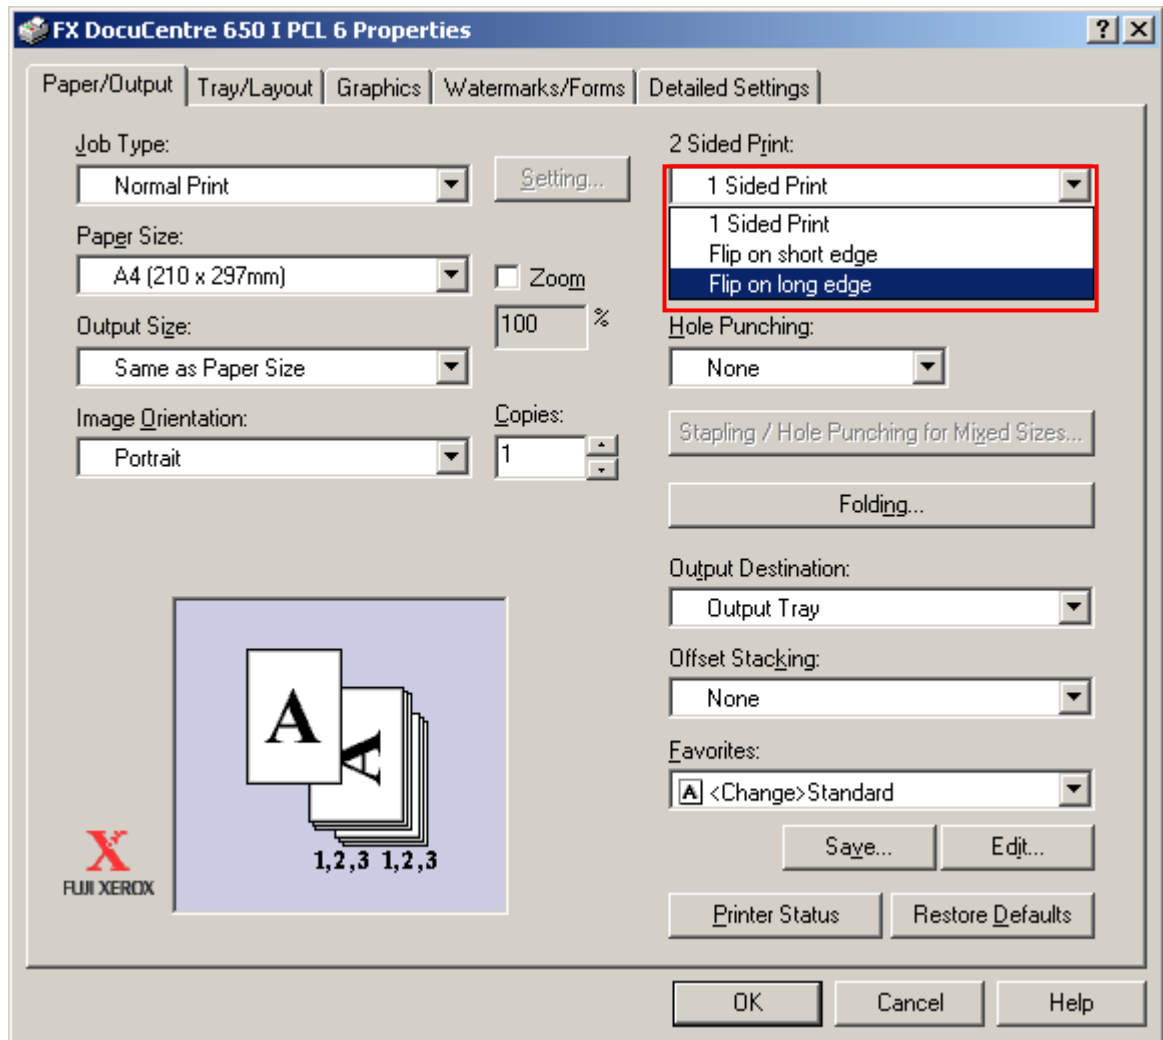 FX DocuCentre 650 I PCL 6 Properties
Paper/Output
Tray/Layout
Graphics
Watermarks/Forms
Detailed Settings
Job Type:
Normal Print
Setting...
Paper Size:
A4 (210 x 297mm)
Zoom
100 %
Output Size:
Same as Paper Size
Image Orientation:
Portrait
Copies:
1
2 Sided Print:
1 Sided Print
1 Sided Print
Flip on short edge
Flip on long edge
Hole Punching:
None
Stapling / Hole Punching for Mixed Sizes...
Folding...
Output Destination:
Output Tray
Offset Stacking:
None
Favorites:
A <Change>Standard
Save...
Edit...
Printer Status
Restore Defaults
A
A
1,2,3 1,2,3
X
FUJI XEROX
OK
Cancel
Help